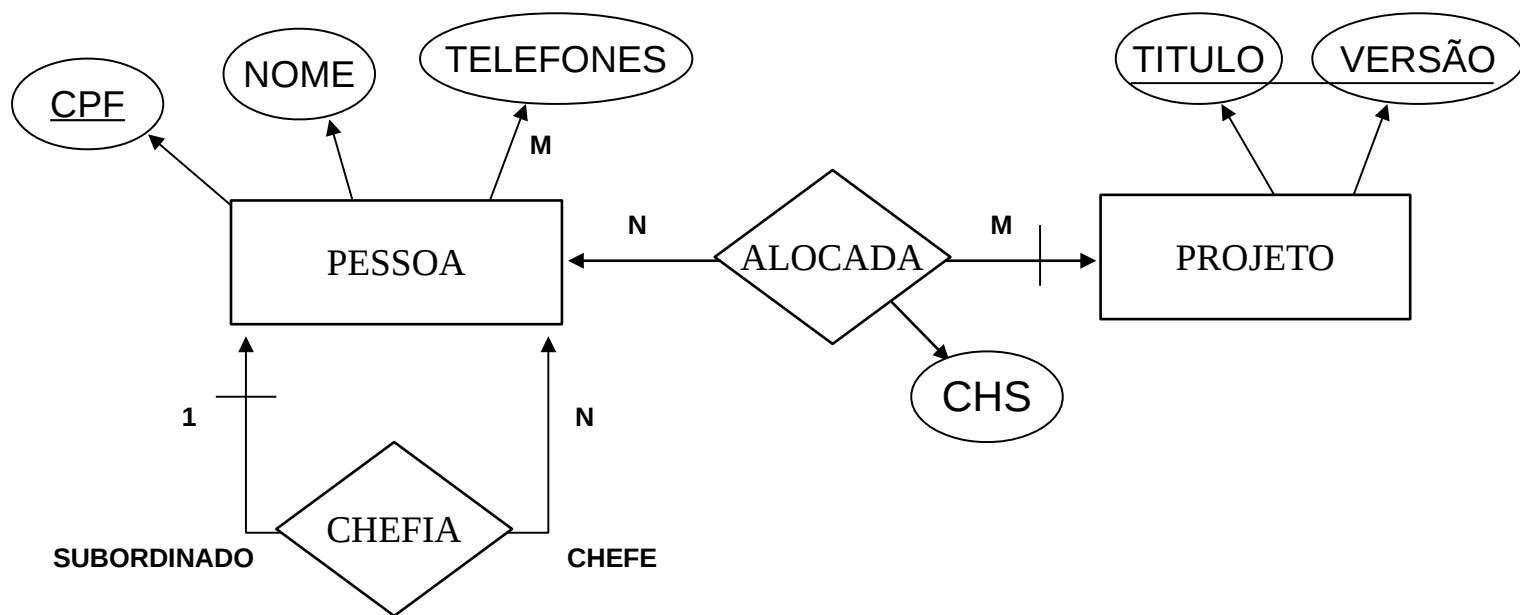 CPF
NOME
TELEFONES
TITULO
VERSÃO
M
PESSOA
N
ALOCADA
M
PROJETO
CHS
1
N
CHEFIA
SUBORDINADO
CHEFE